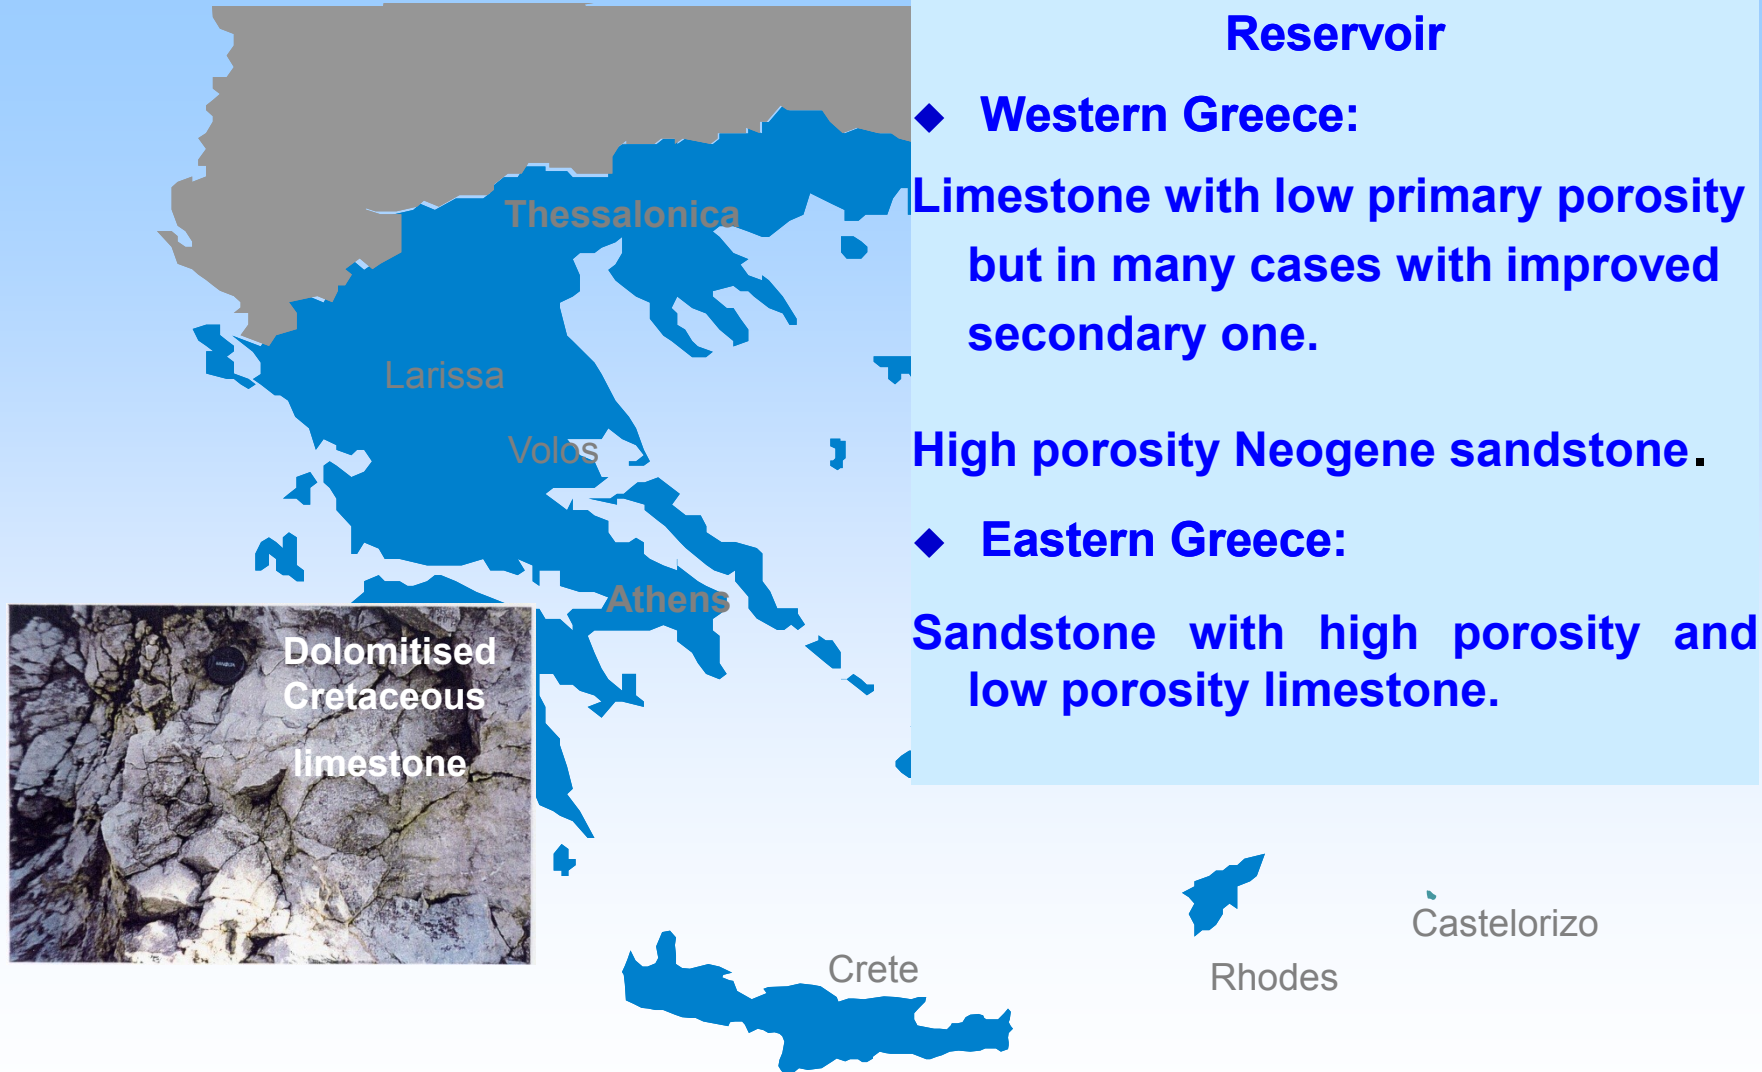 Reservoir
◆ Western Greece:
Limestone with low primary porosity
but in many cases with improved
secondary one.
High porosity Neogene sandstone.
◆ Eastern Greece:
Sandstone with high porosity and
low porosity limestone.
Thessalonica
Larissa
Volos
Athens
Dolomitised
Cretaceous
limestone
Crete
Rhodes
Castelorizo